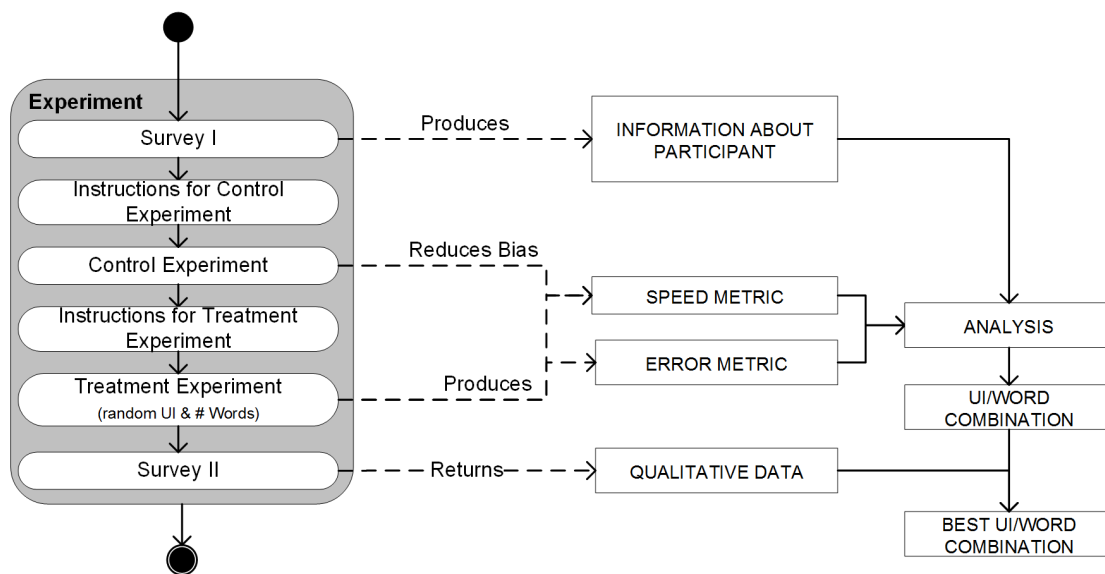 Experiment
Survey I
Produces
INFORMATION ABOUT
PARTICIPANT
Instructions for Control
Experiment
Control Experiment
Reduces Bias
Instructions for Treatment
Experiment
SPEED METRIC
ERROR METRIC
ANALYSIS
Treatment Experiment
(random UI & # Words)
Produces
UI/WORD
COMBINATION
Survey II
Returns
QUALITATIVE DATA
BEST UI/WORD
COMBINATION